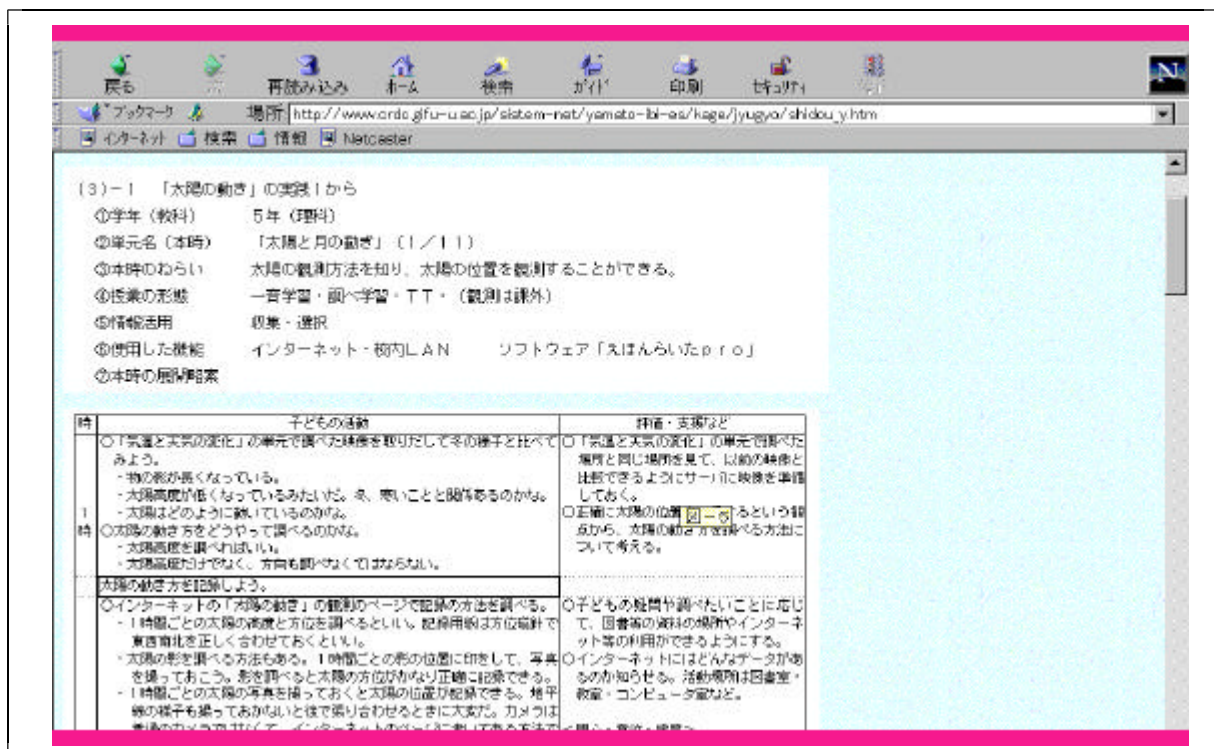 戻る 再読み込み ホーム 検索 ガイド 印刷 セキュリティ N
ブックマーク 場所 http://www.crdc.gifu-u.ac.jp/sistem-net/yamato-ibi-es/kage/jyugyo/shidou_y.htm
インターネット 検索 情報 Netcaster
(3)-1 「太陽の動き」の実践1から
①学年(教科) 5年(理科)
②単元名(本時) 「太陽と月の動き」(1/11)
③本時のねらい 太陽の観測方法を知り、太陽の位置を観測することができる。
④授業の形態 一斉学習・調べ学習・TT・(観測は課外)
⑤情報活用 収集・選択
⑥使用した機能 インターネット・校内LAN ソフトウェア「えほんらいたpro」
⑦本時の展開略案
時 子どもの活動 評価・支援など
1時
○「気温と天気の変化」の単元で調べた映像を取りだして冬の様子と比べて
みよう。
・物の影が長くなっている。
・太陽高度が低くなっているみたいだ。冬、寒いことと関係あるのかな。
・太陽はどのように動いているのかな。
○太陽の動き方をどうやって調べるのかな。
・太陽高度を調べればいい。
・太陽高度だけでなく、方向も調べなくてはならない。
○「気温と天気の変化」の単元で調べた
場所と同じ場所を見て、以前の映像と
比較できるようにサーバに映像を準備
しておく。
○正確に太陽の位置 図-5 るという観
点から、太陽の動き方を調べる方法に
ついて考える。
太陽の動き方を記録しよう。
○インターネットの「太陽の動き」の観測のページで記録の方法を調べる。
・1時間ごとの太陽の高度と方位を調べるといい。記録用紙は方位磁針で
東西南北を正しく合わせておくといい。
・太陽の影を調べる方法もある。1時間ごとの影の位置に印をして、写真
を撮っておこう。影を調べると太陽の方位がかなり正確に記録できる。
・1時間ごとの太陽の写真を撮っておくと太陽の位置が記録できる。地平
線の様子も撮っておかないと後で張り合わせるときに大変だ。カメラは
○子どもの疑問や調べたいことに応じ
て、図書等の資料の場所やインターネ
ット等の利用ができるようにする。
○インターネットにはどんなデータがあ
るのか知らせる。活動場所は図書室・
教室・コンピュータ室など。